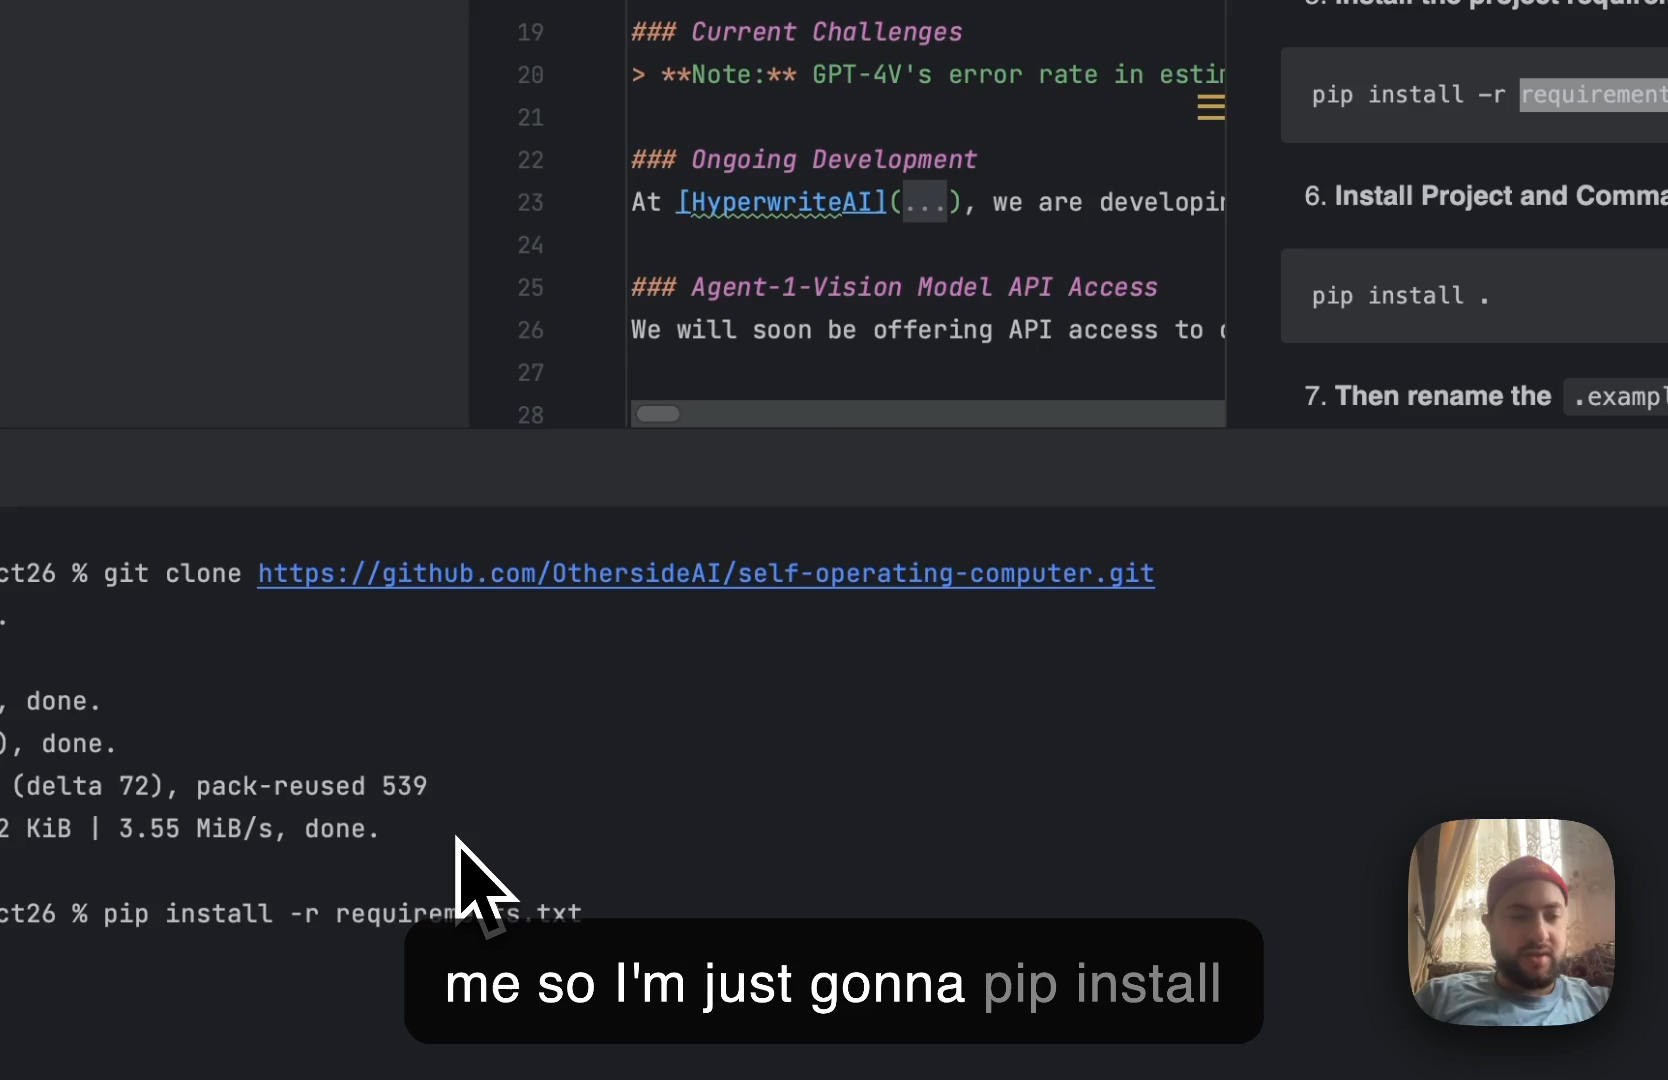 19 ### Current Challenges
20 > **Note:** GPT-4V's error rate in estim
21
22 ### Ongoing Development
23 At [HyperwriteAI](...), we are developin
24
25 ### Agent-1-Vision Model API Access
26 We will soon be offering API access to
27
28
pip install -r requirement
6. Install Project and Comma
pip install .
7. Then rename the .exampl
ct26 % git clone https://github.com/OthersideAI/self-operating-computer.git
.
, done.
), done.
(delta 72), pack-reused 539
2 KiB | 3.55 MiB/s, done.
ct26 % pip install -r requirements.txt
me so I'm just gonna pip install